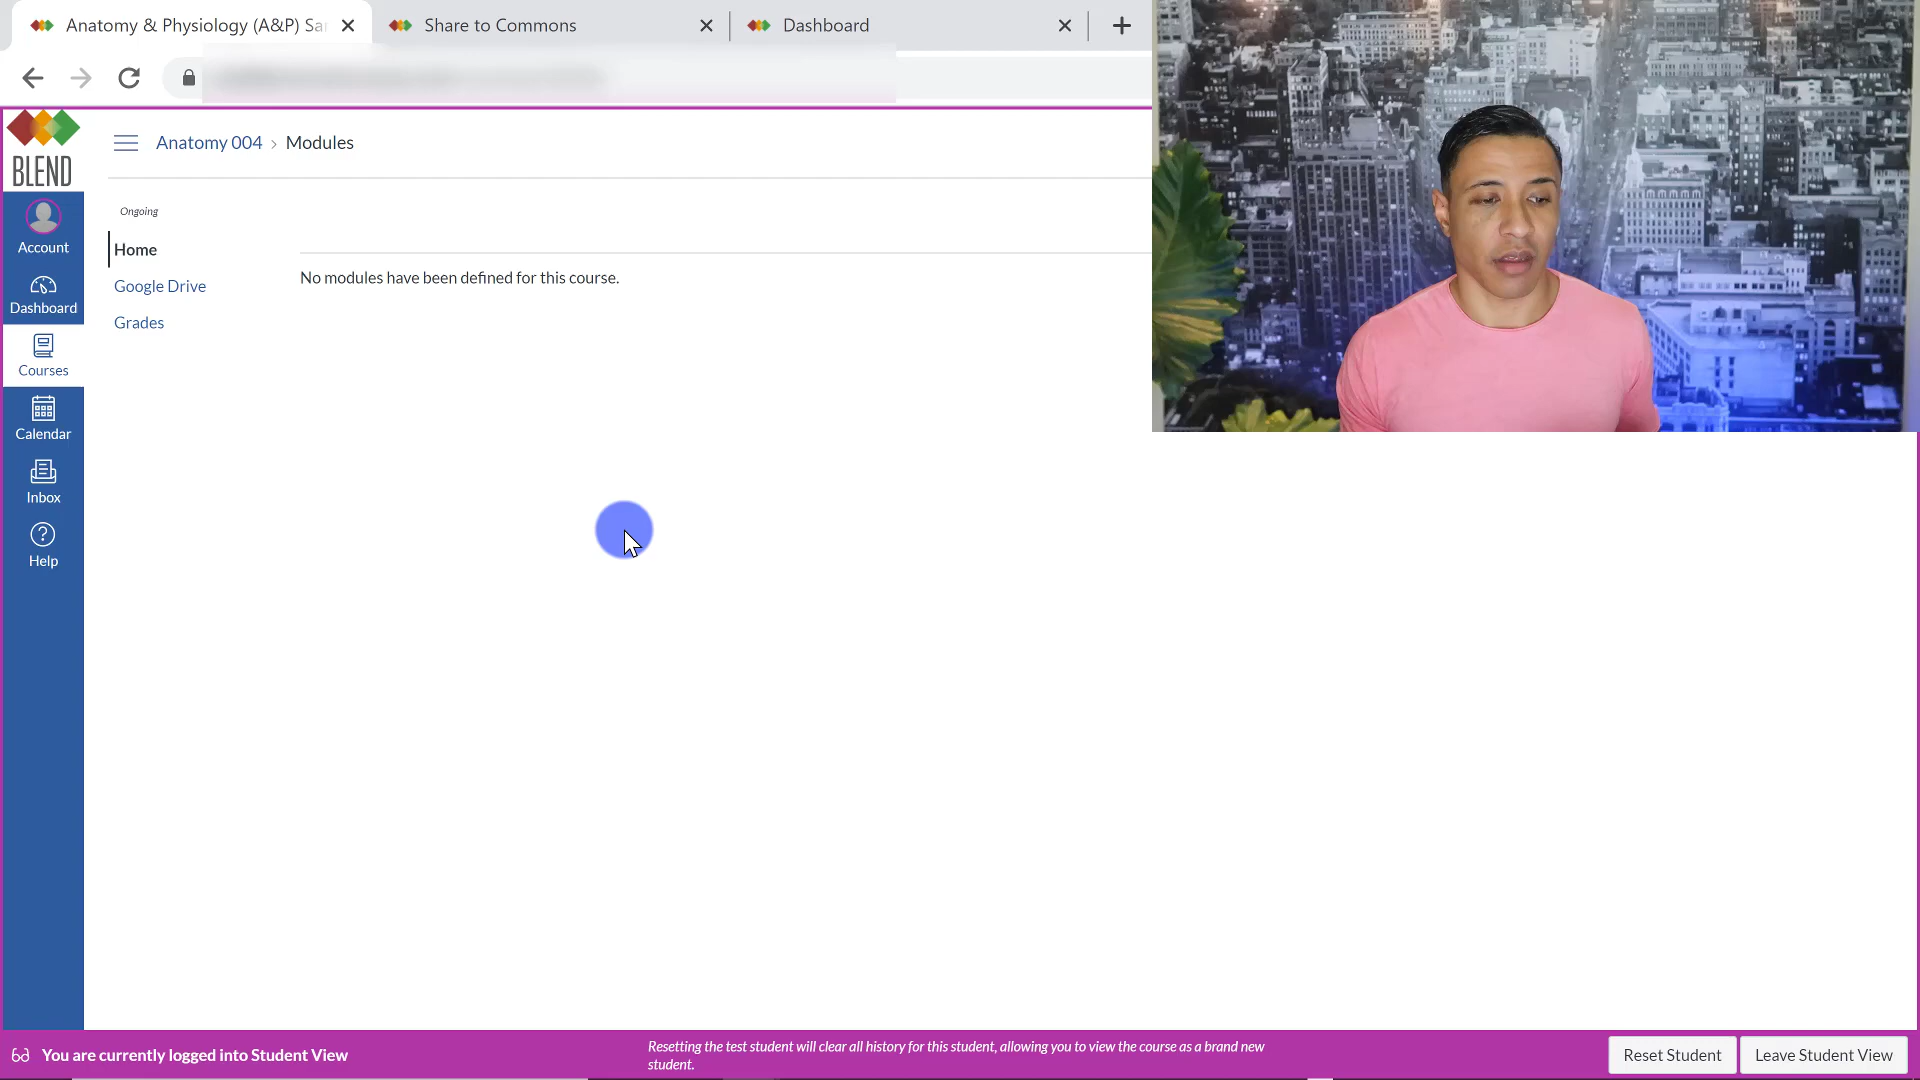 Anatomy & Physiology (A&P) Sa
Share to Commons
Dashboard
BLEND
Anatomy 004 › Modules
Ongoing
Account
Home
No modules have been defined for this course.
Google Drive
Dashboard
Grades
Courses
Calendar
Inbox
Help
You are currently logged into Student View
Resetting the test student will clear all history for this student, allowing you to view the course as a brand new
student.
Reset Student
Leave Student View